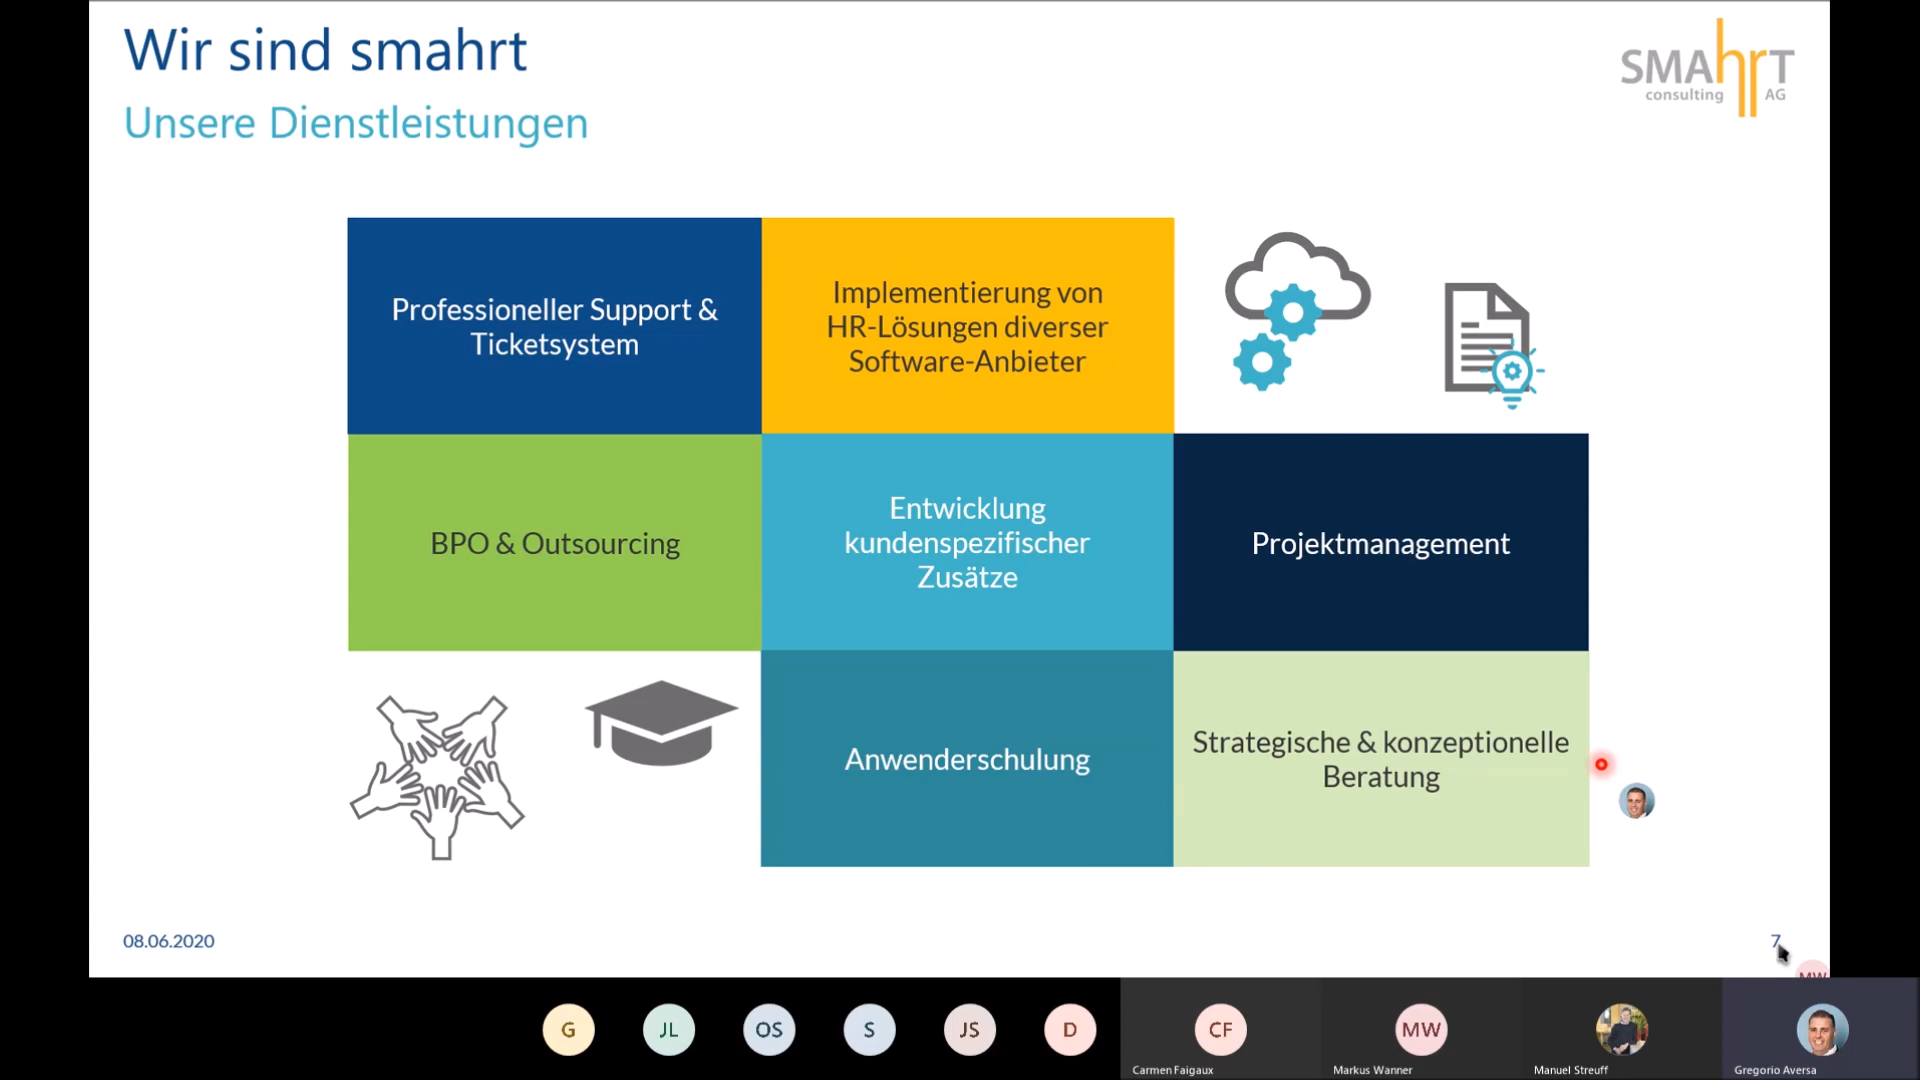 Wir sind smahrt
Unsere Dienstleistungen
SMAhrT
consulting AG
Professioneller Support &
Ticketsystem
Implementierung von
HR-Lösungen diverser
Software-Anbieter
BPO & Outsourcing
Entwicklung
kundenspezifischer
Zusätze
Projektmanagement
Anwenderschulung
Strategische & konzeptionelle
Beratung
08.06.2020
7
MW
G
JL
OS
S
JS
D
CF
MW
Carmen Faigaux
Markus Wanner
Manuel Streuff
Gregorio Aversa